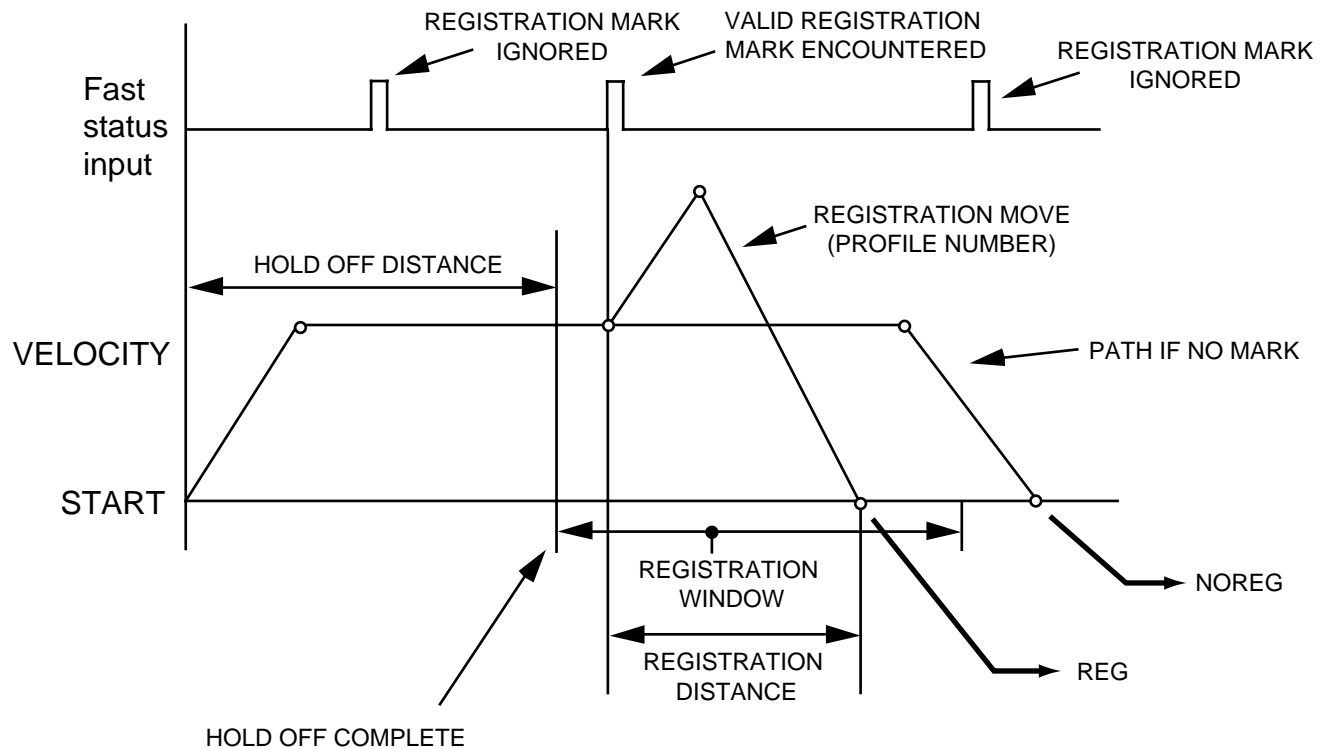 REGISTRATION MARK
IGNORED
VALID REGISTRATION
MARK ENCOUNTERED
REGISTRATION MARK
IGNORED
Fast
status
input
REGISTRATION MOVE
(PROFILE NUMBER)
HOLD OFF DISTANCE
VELOCITY
PATH IF NO MARK
START
REGISTRATION
WINDOW
NOREG
REGISTRATION
DISTANCE
REG
HOLD OFF COMPLETE